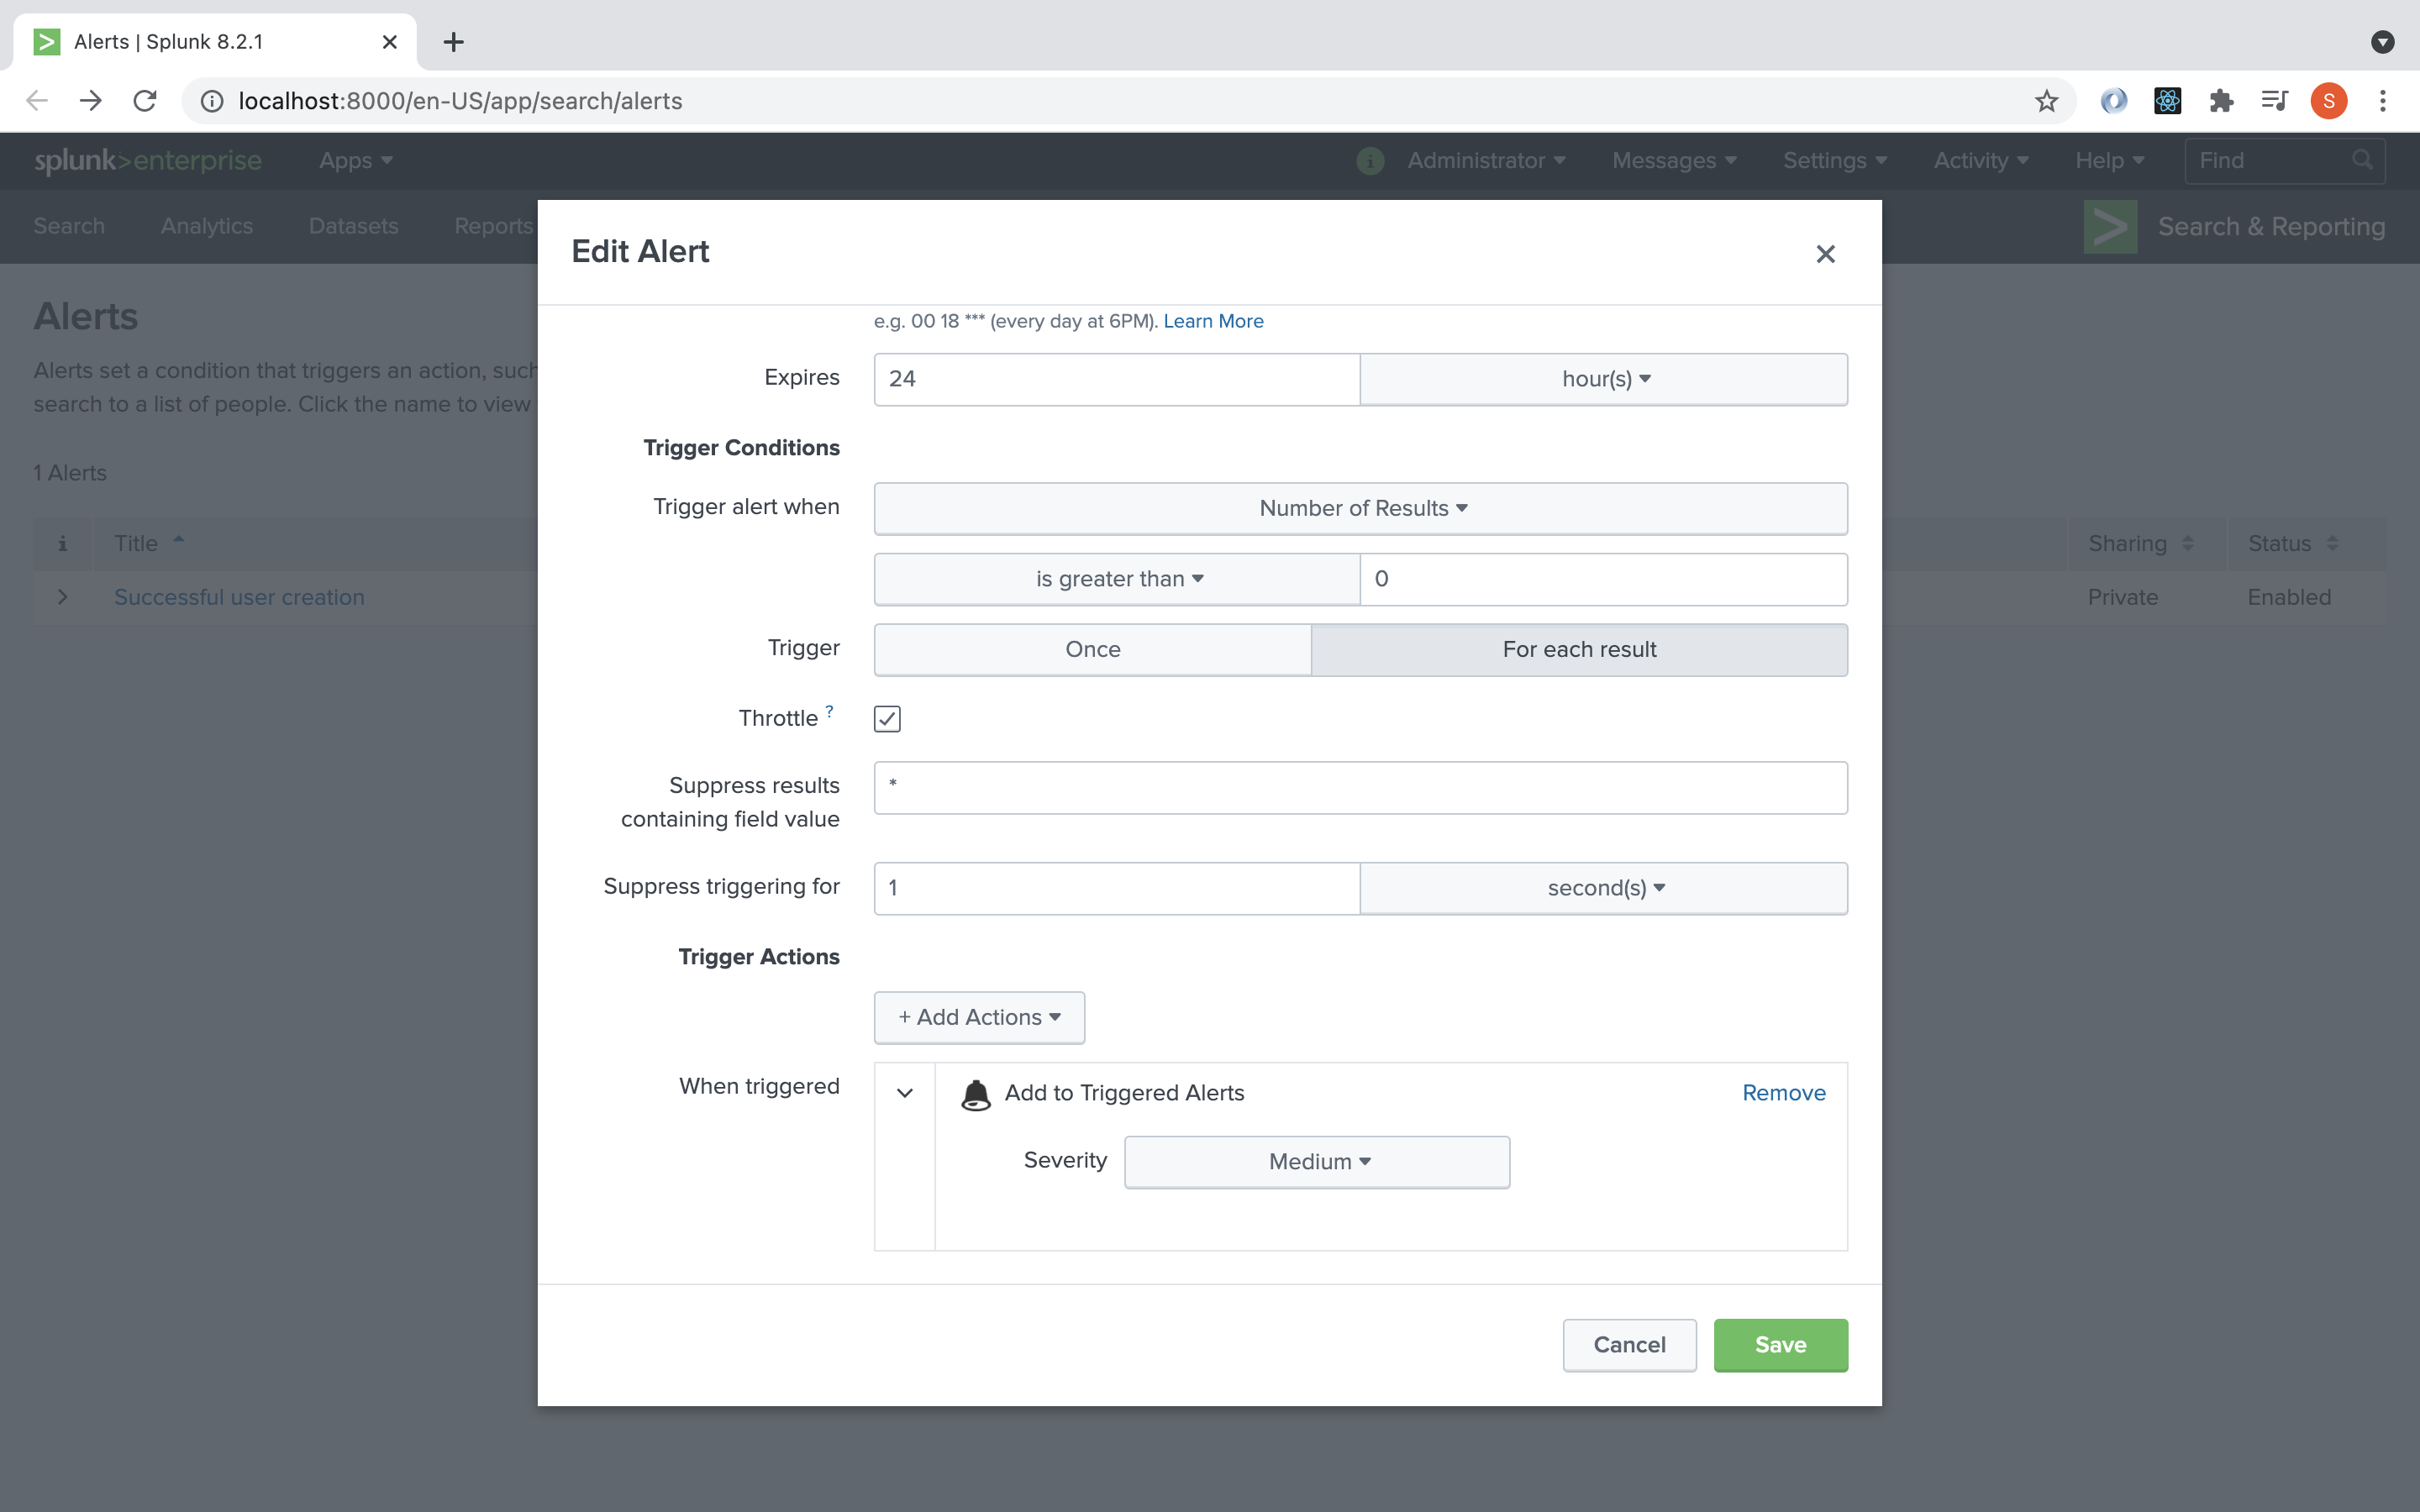 Alerts | Splunk 8.2.1
localhost:8000/en-US/app/search/alerts
S
splunk>enterprise Apps Administrator Messages Settings Activity Help Find
Search Analytics Datasets Reports Search & Reporting
Edit Alert
Alerts
Alerts set a condition that triggers an action, such
search to a list of people. Click the name to view
1 Alerts
i Title Sharing Status
Successful user creation Private Enabled
e.g. 00 18 *** (every day at 6PM). Learn More
Expires 24 hour(s)
Trigger Conditions
Trigger alert when Number of Results
is greater than 0
Trigger Once For each result
Throttle ?
Suppress results
containing field value *
Suppress triggering for 1 second(s)
Trigger Actions
+ Add Actions
When triggered Add to Triggered Alerts Remove
Severity Medium
Cancel Save